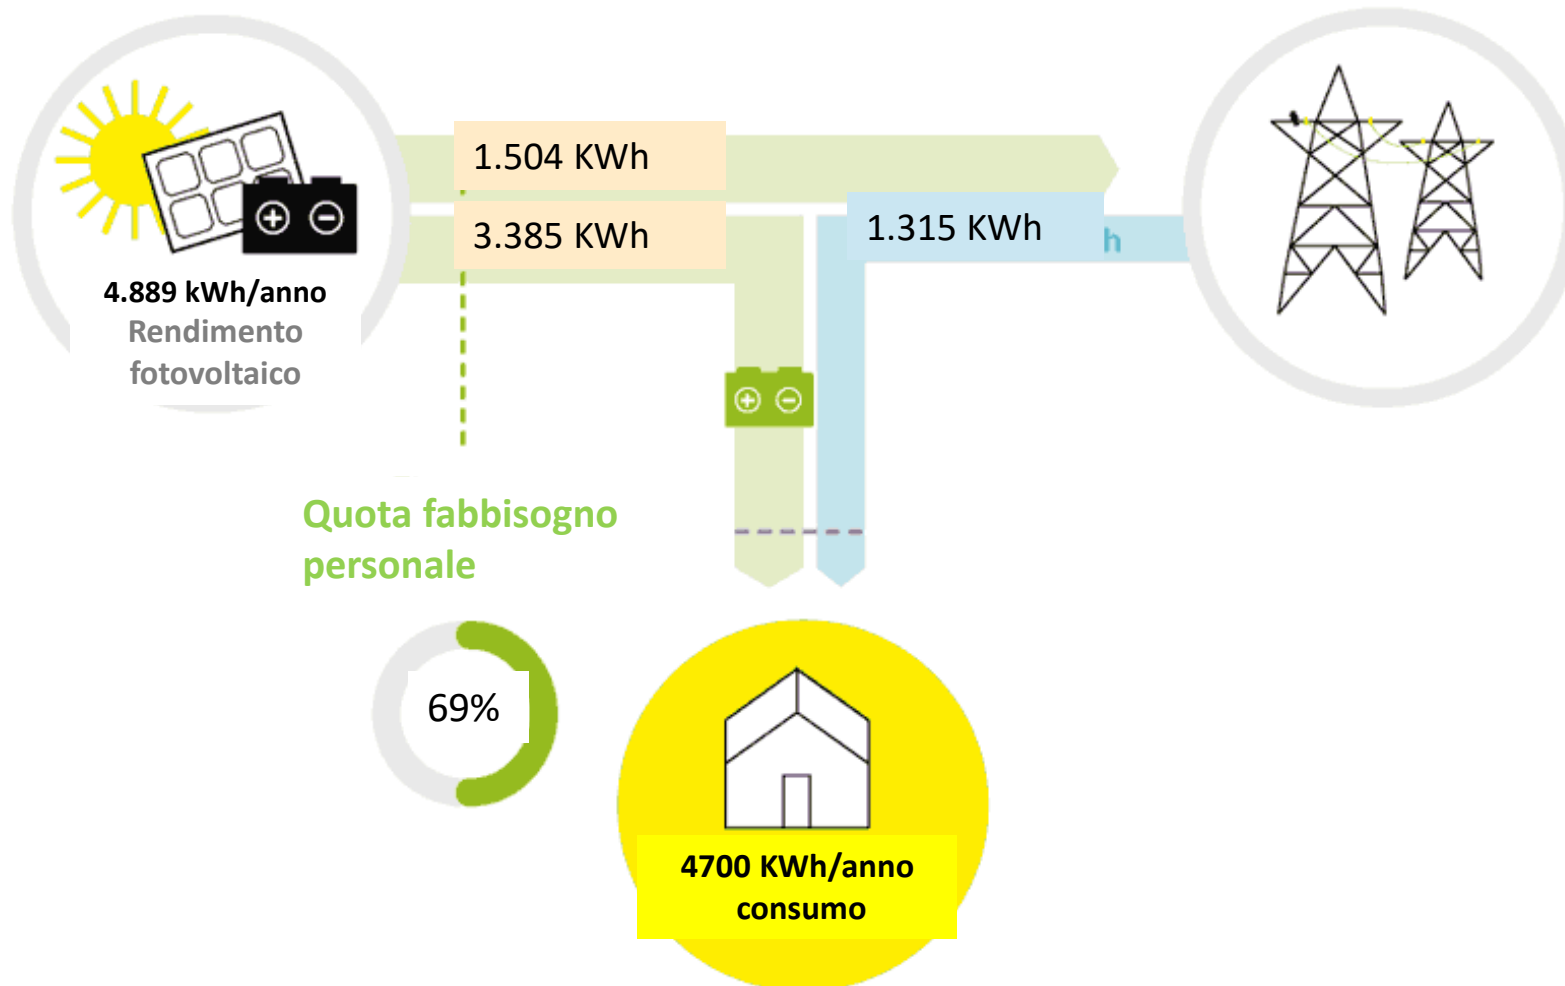 1.504 KWh
3.385 KWh
1.315 KWh
h
4.889 kWh/anno
Rendimento
fotovoltaico
Quota fabbisogno
personale
69%
4700 KWh/anno
consumo